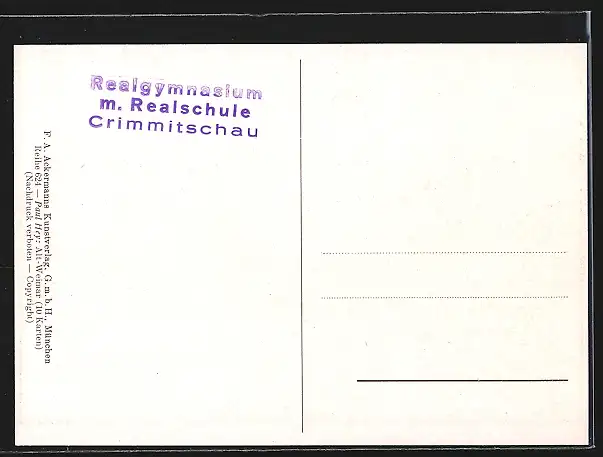 Realgymnasium
m. Realschule
Crimmitschau
F. A. Ackermanns Kunstverlag, G. m. b. H., München
Reihe 624 — Paul Hey: Alt-Weimar (10 Karten)
(Nachdruck verboten — Copyright)